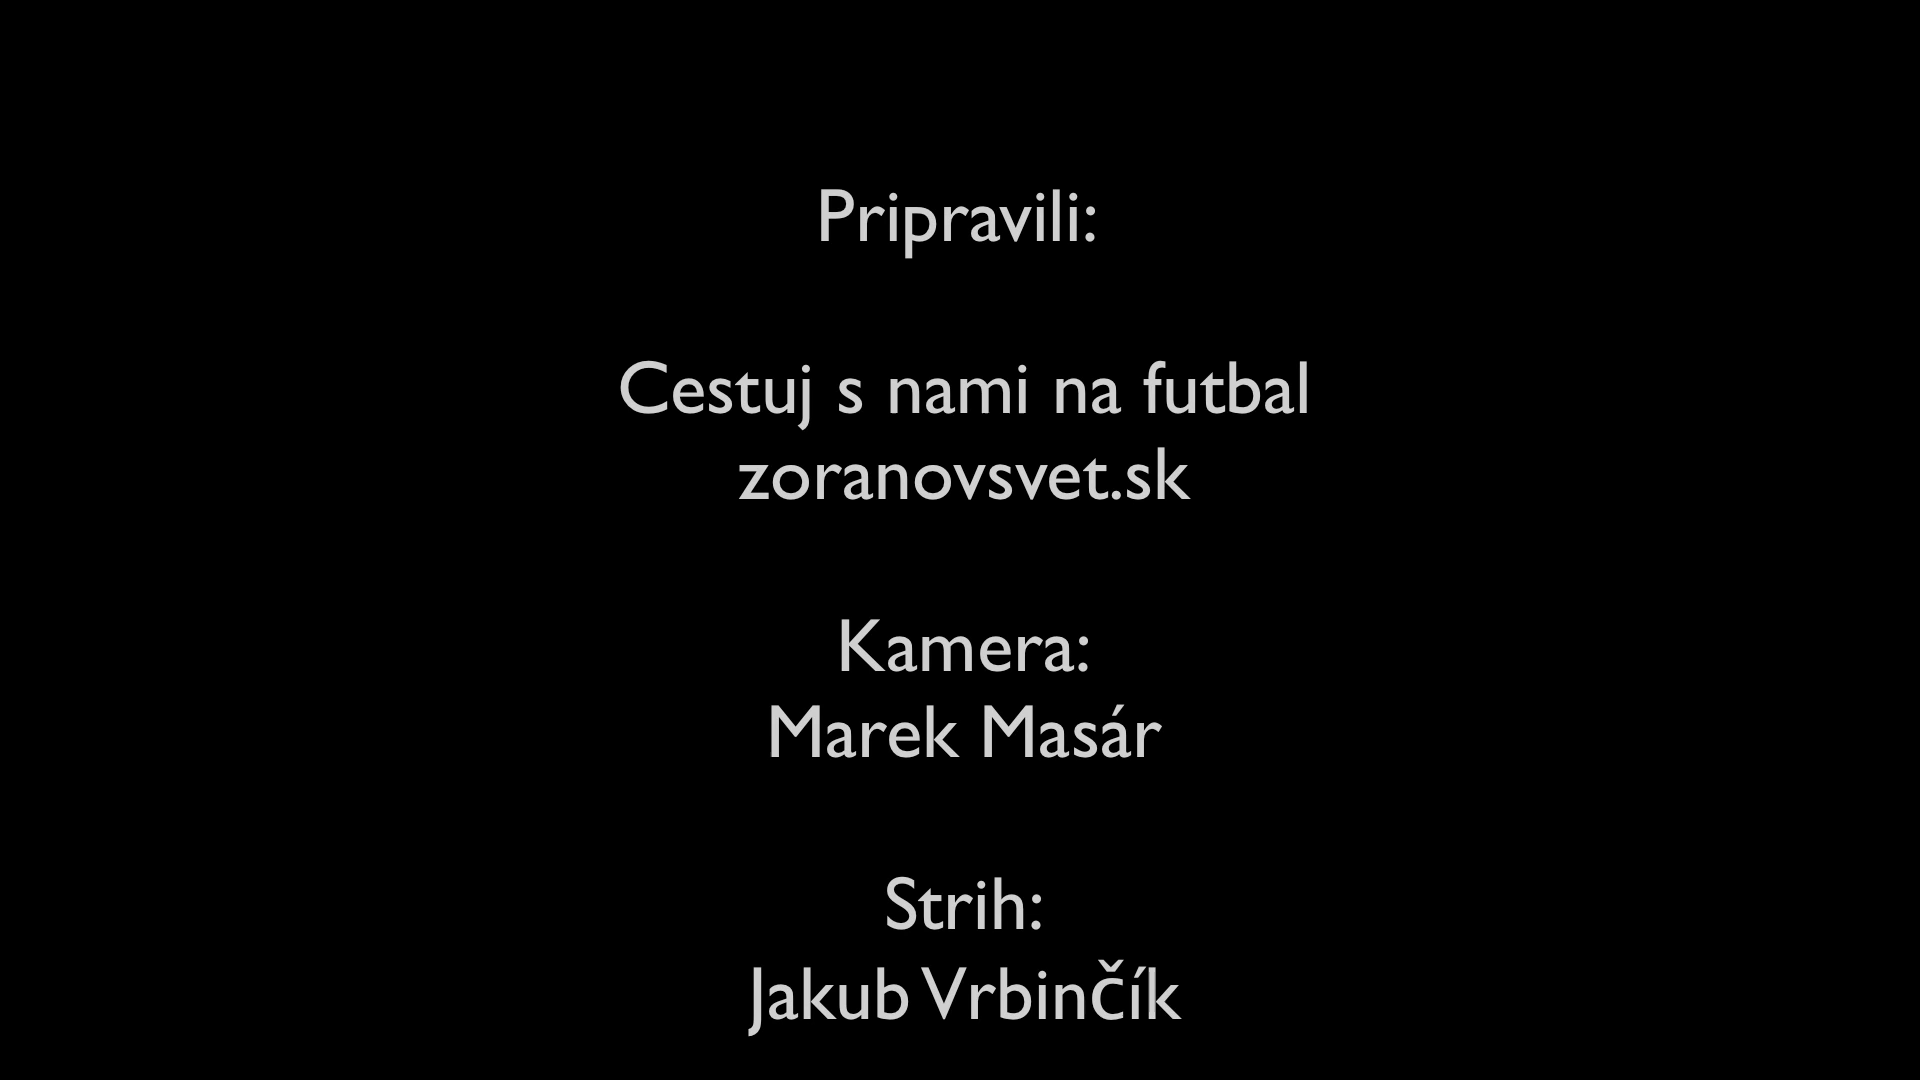 Pripravili:
Cestuj s nami na futbal
zoranovsvet.sk
Kamera:
Marek Masár
Strih:
Jakub Vrbinčík